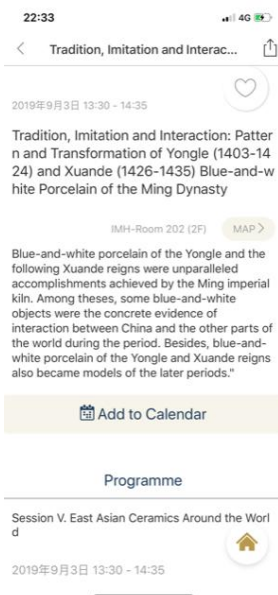 22:33
4G
Tradition, Imitation and Interac...
2019年9月3日 13:30 - 14:35
Tradition, Imitation and Interaction: Patter
n and Transformation of Yongle (1403-14
24) and Xuande (1426-1435) Blue-and-w
hite Porcelain of the Ming Dynasty
IMH-Room 202 (2F)
MAP
Blue-and-white porcelain of the Yongle and the
following Xuande reigns were unparalleled
accomplishments achieved by the Ming imperial
kiln. Among theses, some blue-and-white
objects were the concrete evidence of
interaction between China and the other parts of
the world during the period. Besides, blue-and-
white porcelain of the Yongle and Xuande reigns
also became models of the later periods."
Add to Calendar
Programme
Session V. East Asian Ceramics Around the Worl
d
2019年9月3日 13:30 - 14:35